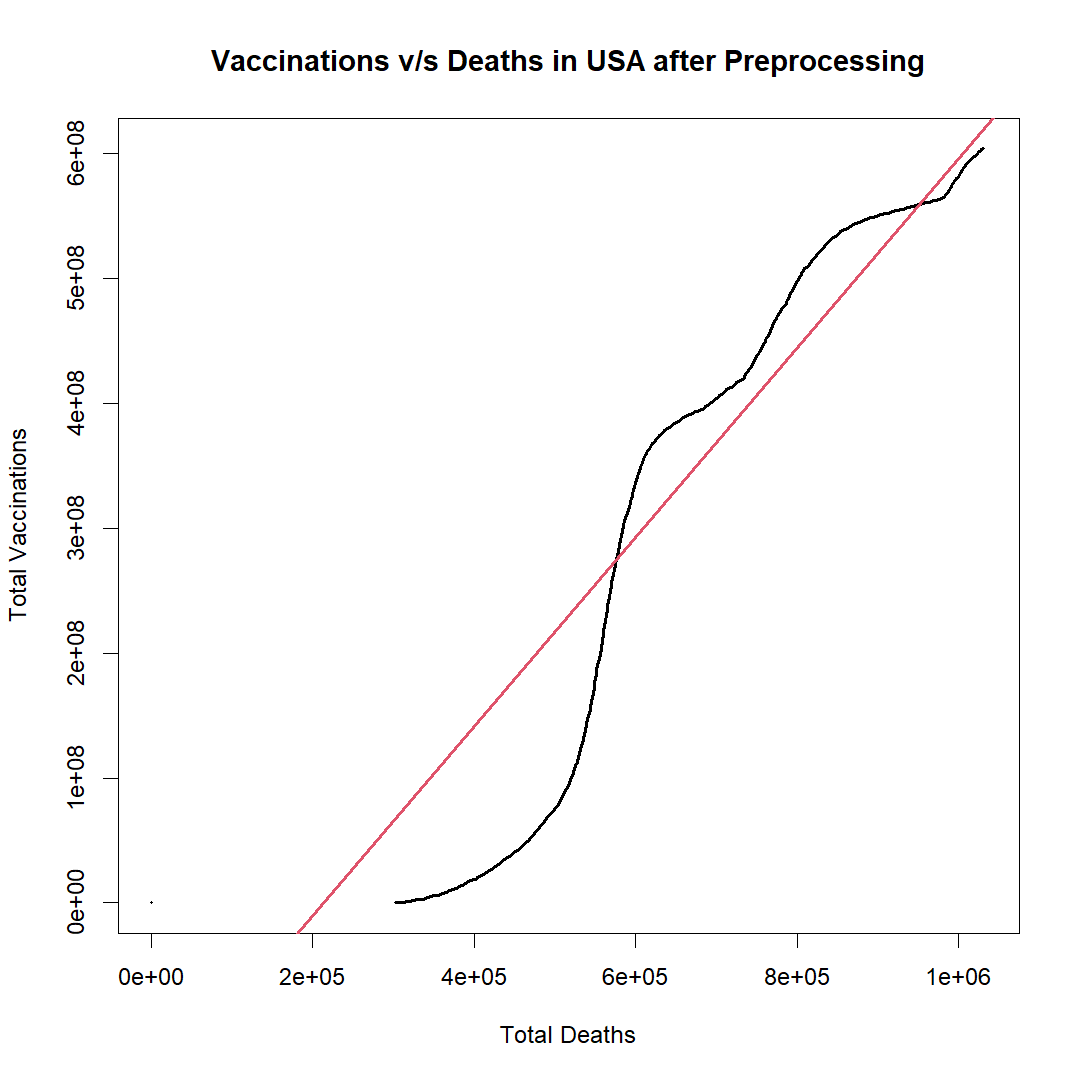 Vaccinations v/s Deaths in USA after Preprocessing
Total Vaccinations
6e+08
5e+08
4e+08
3e+08
2e+08
1e+08
0e+00
0e+00
2e+05
4e+05
6e+05
8e+05
1e+06
Total Deaths